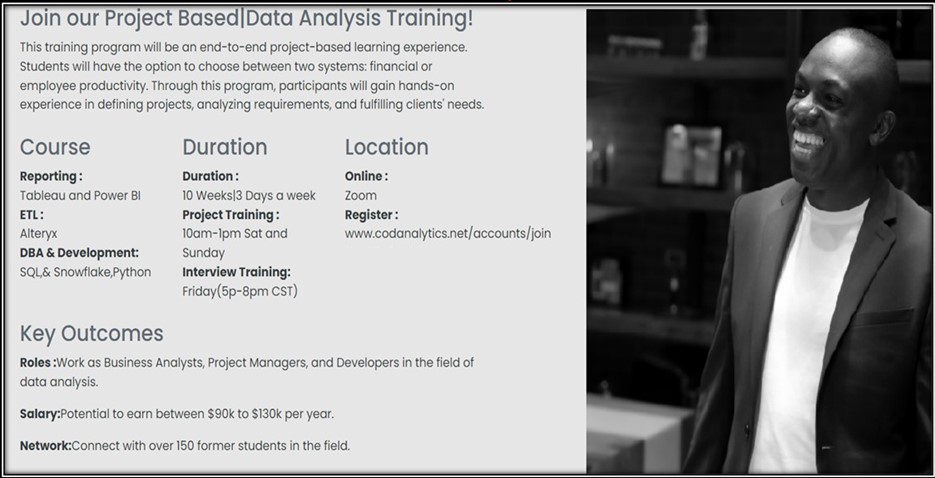 Join our Project Based|Data Analysis Training!
This training program will be an end-to-end project-based learning experience.
Students will have the option to choose between two systems: financial or
employee productivity. Through this program, participants will gain hands-on
experience in defining projects, analyzing requirements, and fulfilling clients' needs.
Course
Reporting :
Tableau and Power BI
ETL :
Alteryx
DBA & Development:
SQL,& Snowflake,Python
Duration
Duration :
10 Weeks|3 Days a week
Project Training :
10am-1pm Sat and
Sunday
Interview Training:
Friday(5p-8pm CST)
Location
Online :
Zoom
Register :
www.codanalytics.net/accounts/join
Key Outcomes
Roles :Work as Business Analysts, Project Managers, and Developers in the field of
data analysis.
Salary:Potential to earn between $90k to $130k per year.
Network:Connect with over 150 former students in the field.